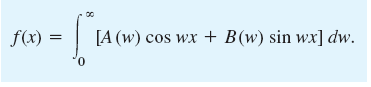 f(x) = ∫₀^∞ [A(w) cos wx + B(w) sin wx] dw.